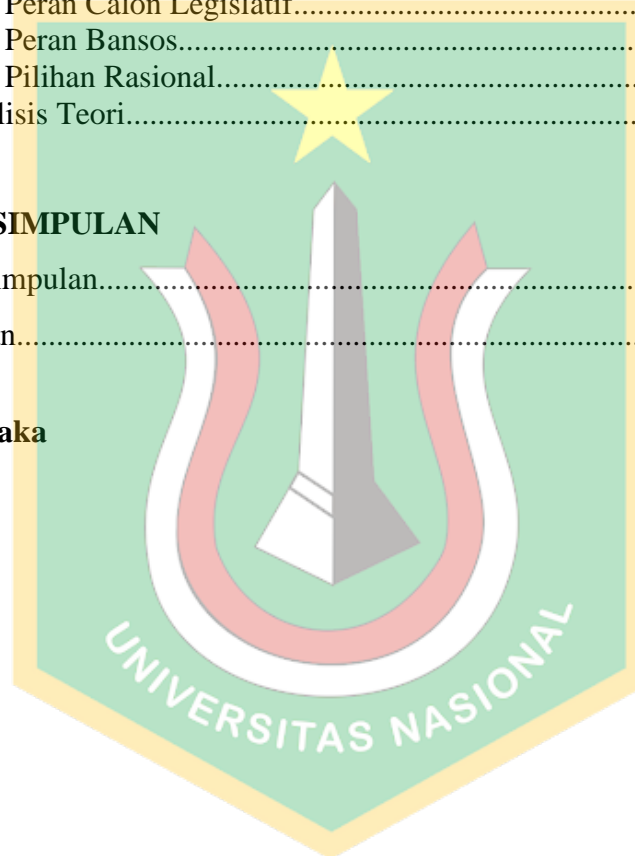 Peran Calon Legislatif..........................................
Peran Bansos..........................................................
Pilihan Rasional.....................................................
lisis Teori................................................................
SIMPULAN
mpulan....................................................................
n..............................................................................
aka
UNIVERSITAS NASIONAL